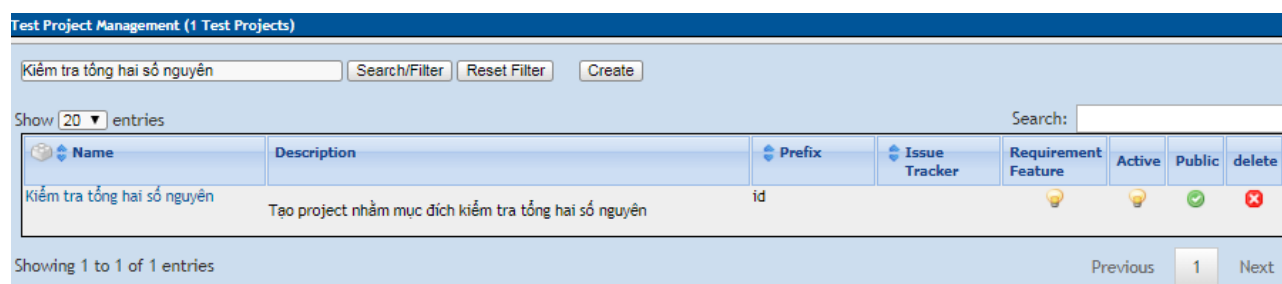 Test Project Management (1 Test Projects)
Kiểm tra tổng hai số nguyên Search/Filter Reset Filter Create
Show 20 entries Search:
Name Description Prefix Issue Tracker Requirement Feature Active Public delete
Kiểm tra tổng hai số nguyên Tạo project nhằm mục đích kiểm tra tổng hai số nguyên id
Showing 1 to 1 of 1 entries Previous 1 Next